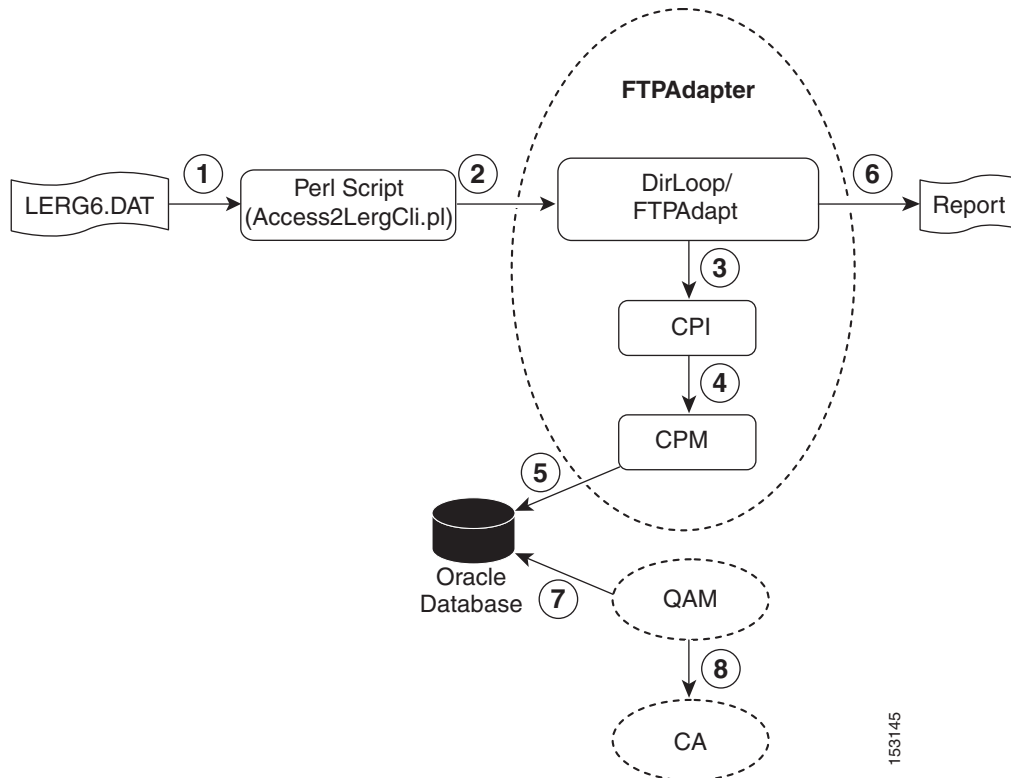 FTPAdapter
1
2
6
LERG6.DAT
Perl Script
(Access2LergCli.pl)
DirLoop/
FTPAdapt
Report
3
CPI
4
CPM
5
Oracle
Database
7
QAM
8
CA
153145